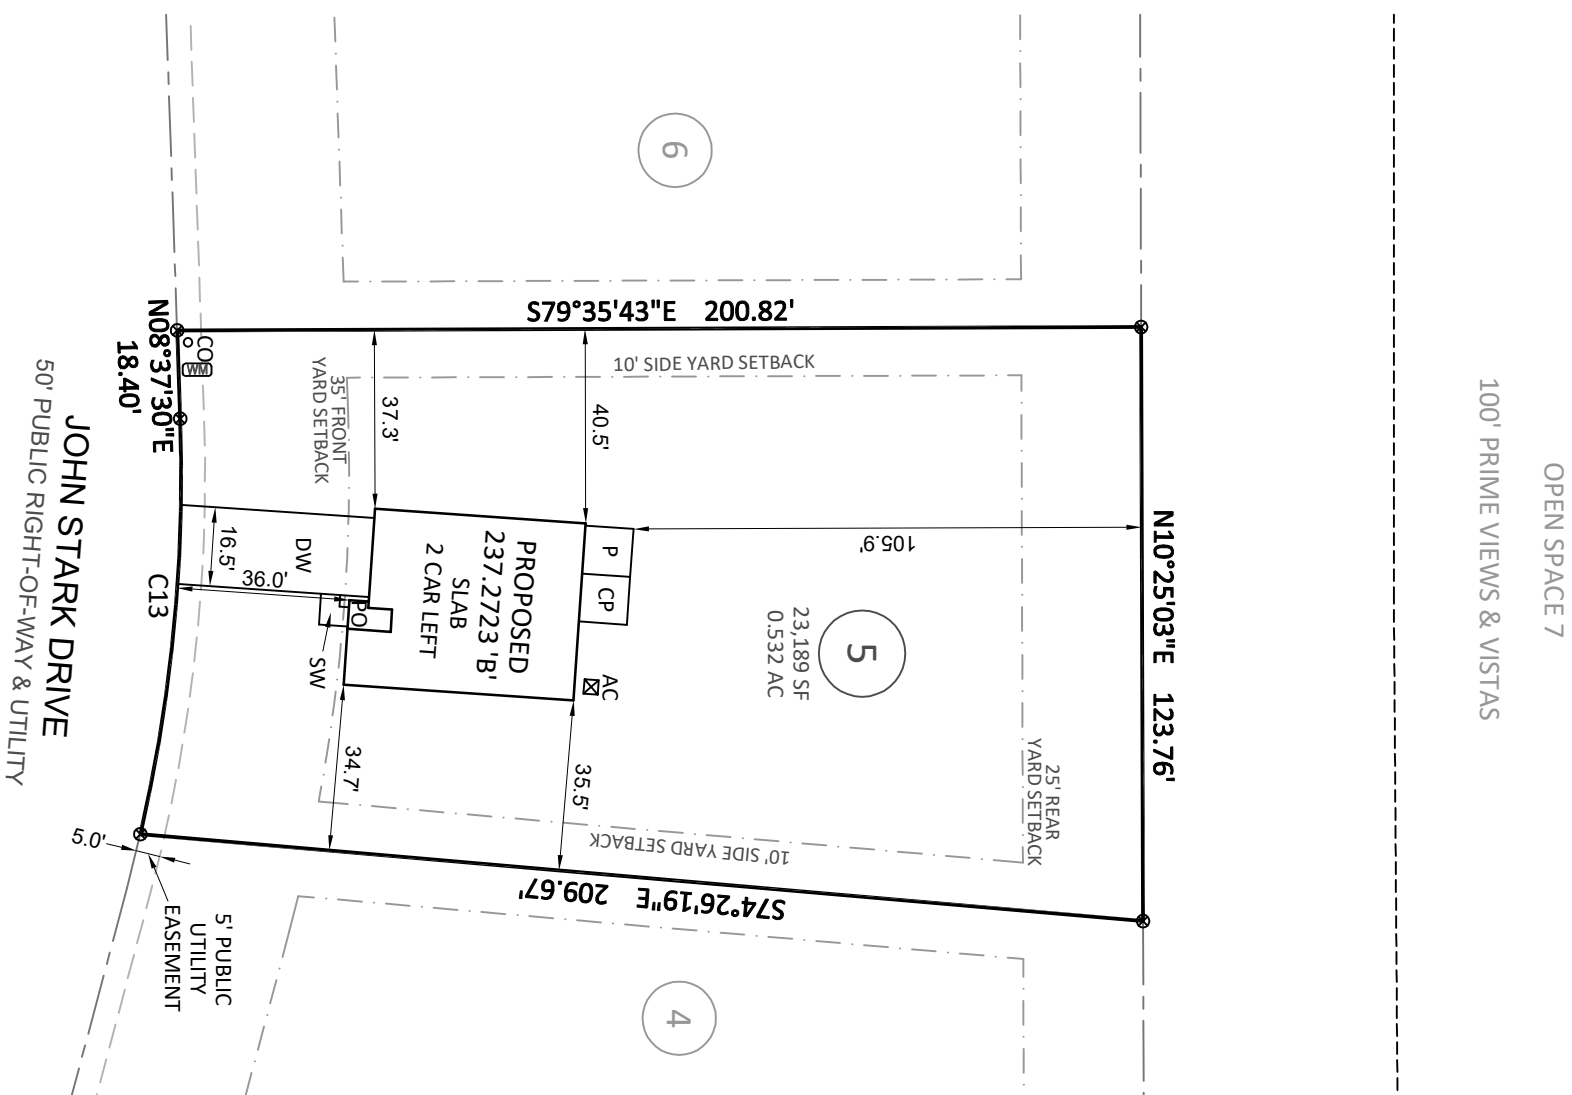 OPEN SPACE 7
100' PRIME VIEWS & VISTAS
6
S79°35'43"E 200.82'
N10°25'03"E 123.76'
S74°26'19"E 209.67'
N08°37'30"E
18.40'
CO
WM
10' SIDE YARD SETBACK
35' FRONT
YARD SETBACK
37.3'
40.5'
105.9'
16.5'
DW
36.0'
C13
PROPOSED
237.2723 'B'
SLAB
2 CAR LEFT
P
CP
PO
SW
AC
5
23,189 SF
0.532 AC
25' REAR
YARD SETBACK
34.7'
35.5'
10' SIDE YARD SETBACK
JOHN STARK DRIVE
50' PUBLIC RIGHT-OF-WAY & UTILITY
5.0'
5' PUBLIC
UTILITY
EASEMENT
4